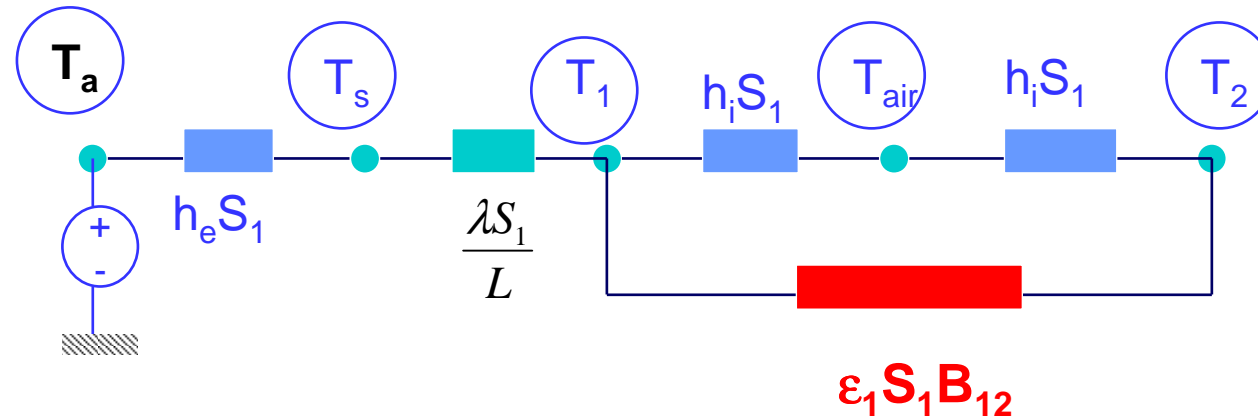 Tₐ
Tₛ
T₁
Tₐᵢᵣ
T₂
hᵢS₁
hᵢS₁
+
-
hₑS₁
λS₁
L
ε₁S₁B₁₂